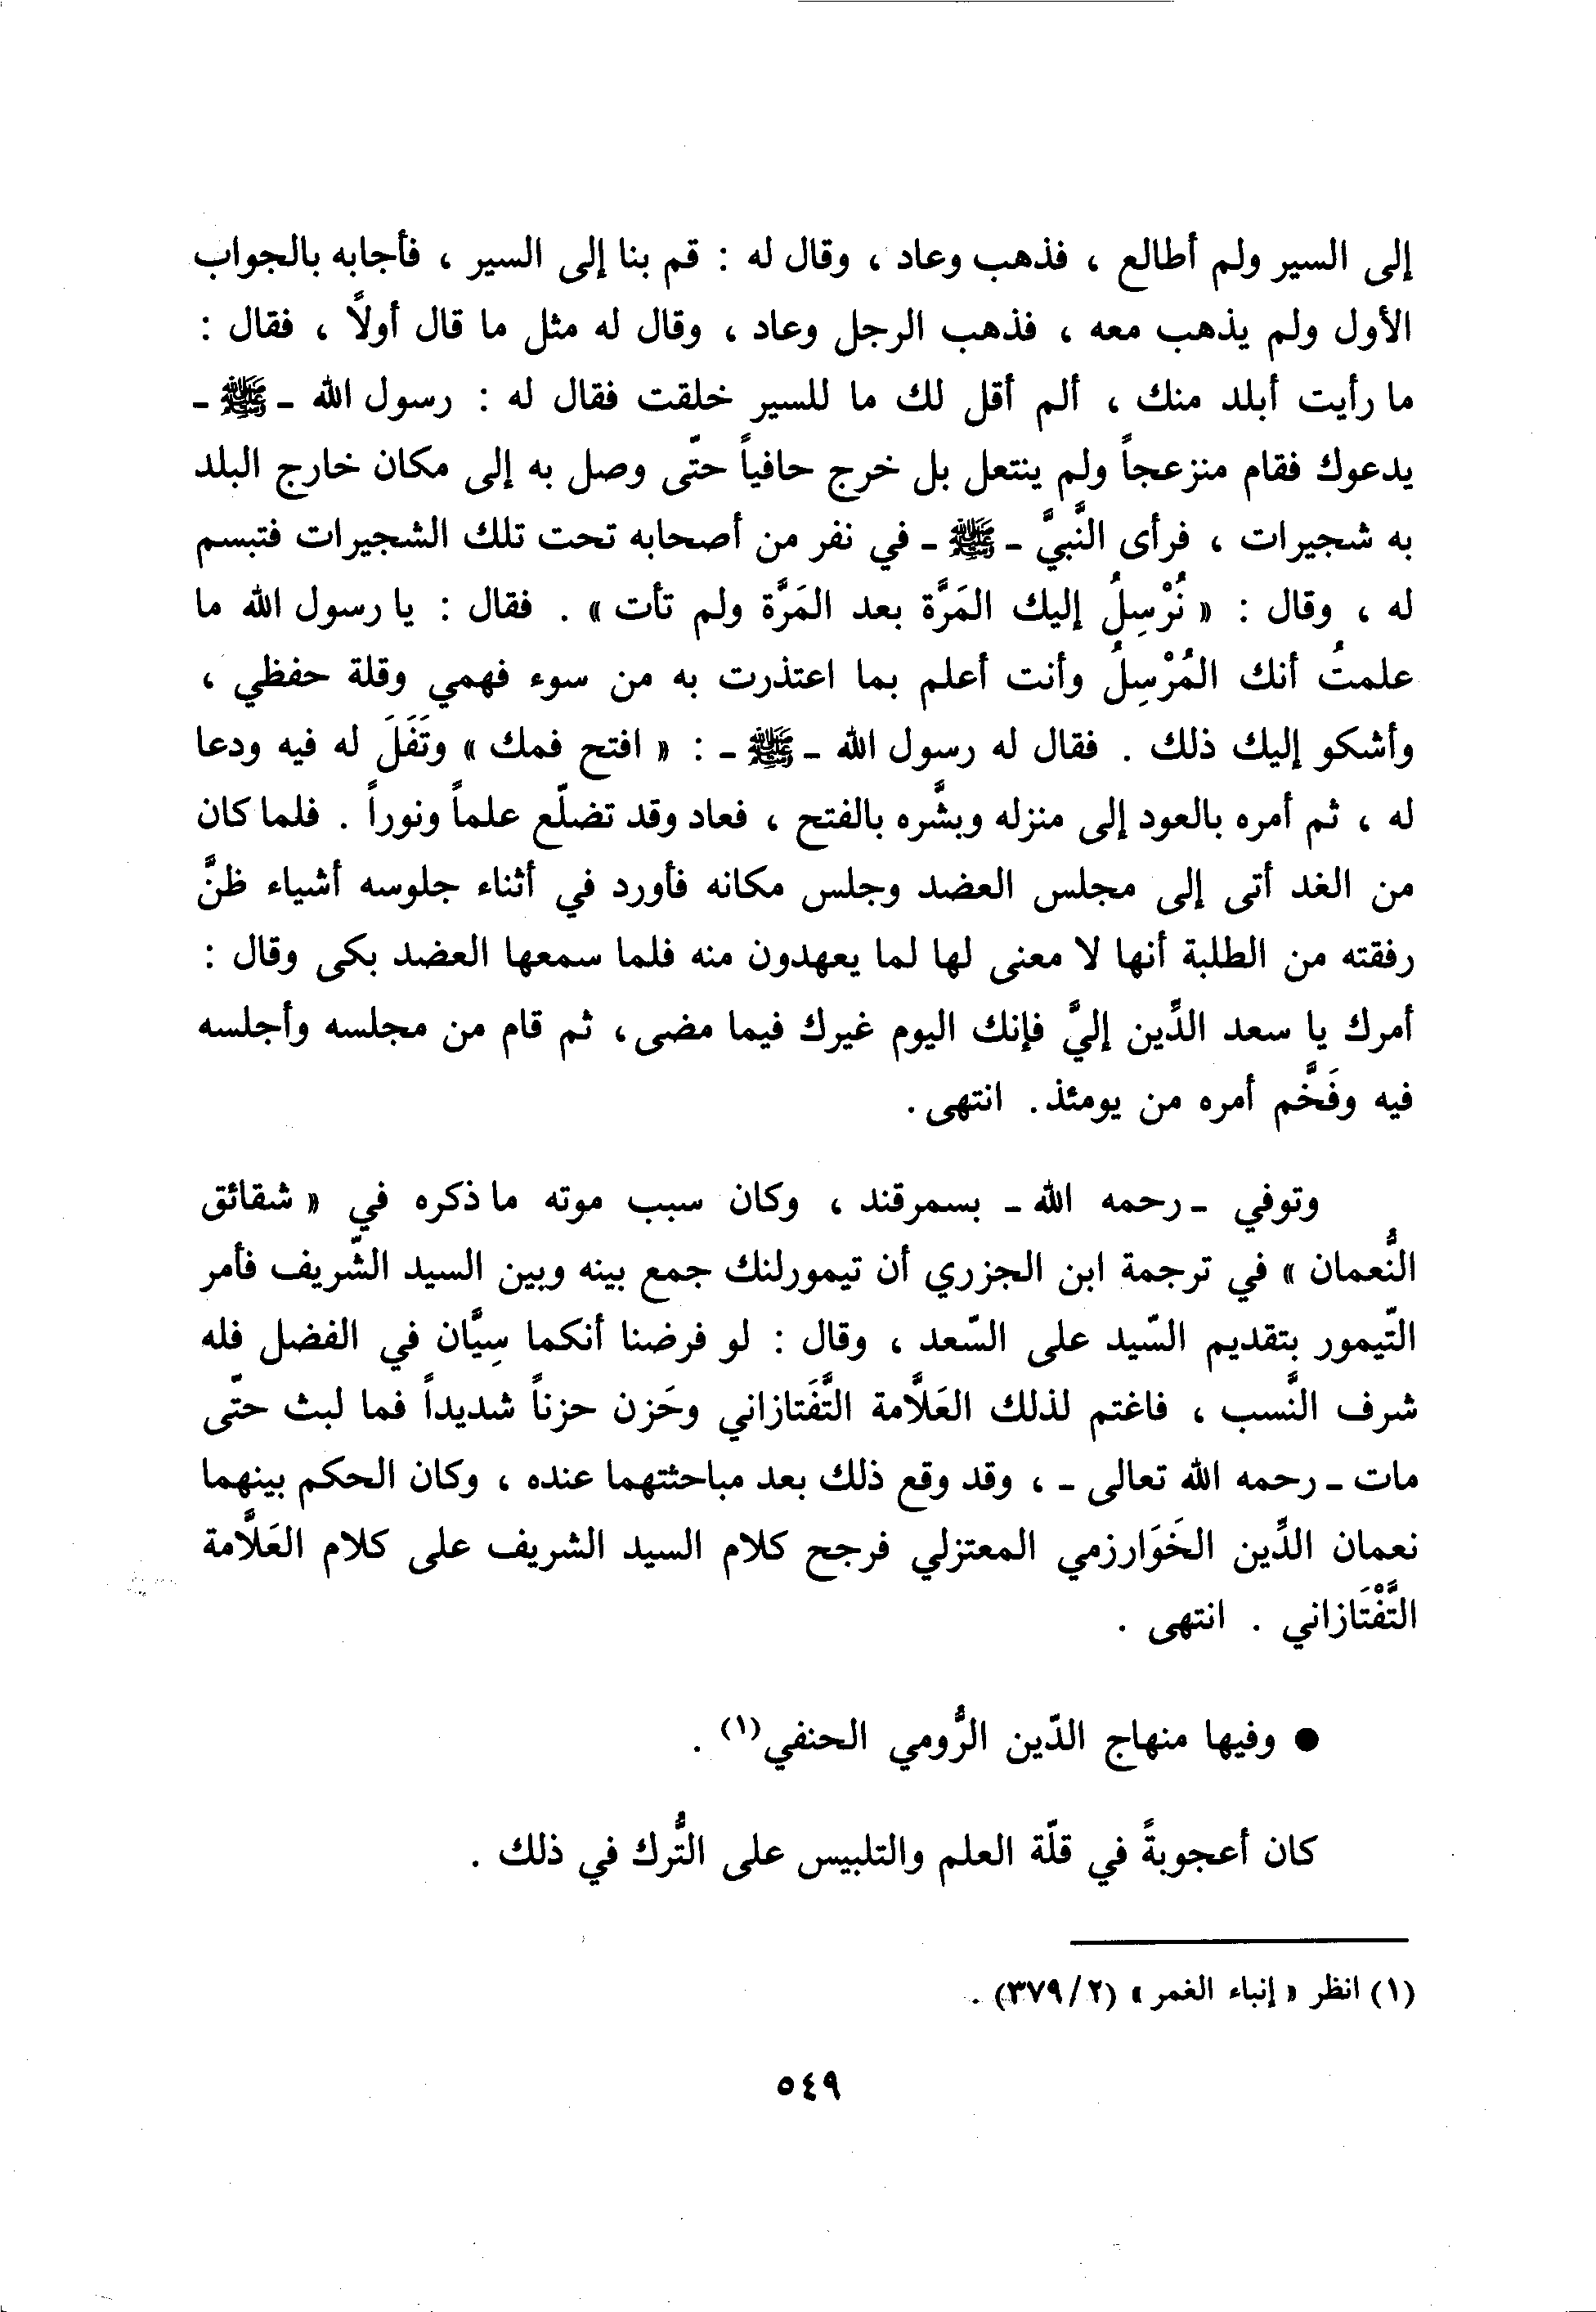 إلى السير ولم أطالع ، فذهب وعاد ، وقال له : قم بنا إلى السير ، فأجابه بالجواب
الأول ولم يذهب معه ، فذهب الرجل وعاد ، وقال له مثل ما قال أولاً ، فقال :
ما رأيت أبلد منك ، ألم أقل لك ما للسير خلقت فقال له : رسول الله ـ ﷺ ـ
يدعوك فقام منزعجاً ولم ينتعل بل خرج حافياً حتّى وصل به إلى مكان خارج البلد
به شجيرات ، فرأى النَّبيَّ ـ ﷺ ـ في نفر من أصحابه تحت تلك الشجيرات فتبسم
له ، وقال : « نُرْسِلُ إليك المَرَّة بعد المَرَّة ولم تأت » . فقال : يا رسول الله ما
علمتُ أنك المُرْسِلُ وأنت أعلم بما اعتذرت به من سوء فهمي وقلة حفظي ،
وأشكو إليك ذلك . فقال له رسول الله ـ ﷺ ـ : « افتح فمك » وتَفَلَ له فيه ودعا
له ، ثم أمره بالعود إلى منزله وبشَّره بالفتح ، فعاد وقد تضلّع علماً ونوراً . فلما كان
من الغد أتى إلى مجلس العضد وجلس مكانه فأورد في أثناء جلوسه أشياء ظنَّ
رفقته من الطلبة أنها لا معنى لها لما يعهدون منه فلما سمعها العضد بكى وقال :
أمرك يا سعد الدِّين إليَّ فإنك اليوم غيرك فيما مضى، ثم قام من مجلسه وأجلسه
فيه وفَخَّم أمره من يومئذ. انتهى.
وتوفي ـ رحمه الله ـ بسمرقند ، وكان سبب موته ما ذكره في « شقائق
النُّعمان » في ترجمة ابن الجزري أن تيمورلنك جمع بينه وبين السيد الشّريف فأمر
التّيمور بتقديم السّيد على السّعد ، وقال : لو فرضنا أنكما سِيَّان في الفضل فله
شرف النَّسب ، فاغتم لذلك العَلاَّمة التَّفَتازاني وحَزن حزناً شديداً فما لبث حتّى
مات ـ رحمه الله تعالى ـ ، وقد وقع ذلك بعد مباحثتهما عنده ، وكان الحكم بينهما
نعمان الدِّين الخَوَارزمي المعتزلي فرجح كلام السيد الشريف على كلام العَلاَّمة
التَّفْتَازاني . انتهى .
● وفيها منهاج الدّين الرُّومي الحنفي(١) .
كان أعجوبةً في قلّة العلم والتلبيس على التُّرك في ذلك .
(١) انظر « إنباء الغمر » (٢/ ٣٧٩) .
٥٤٩